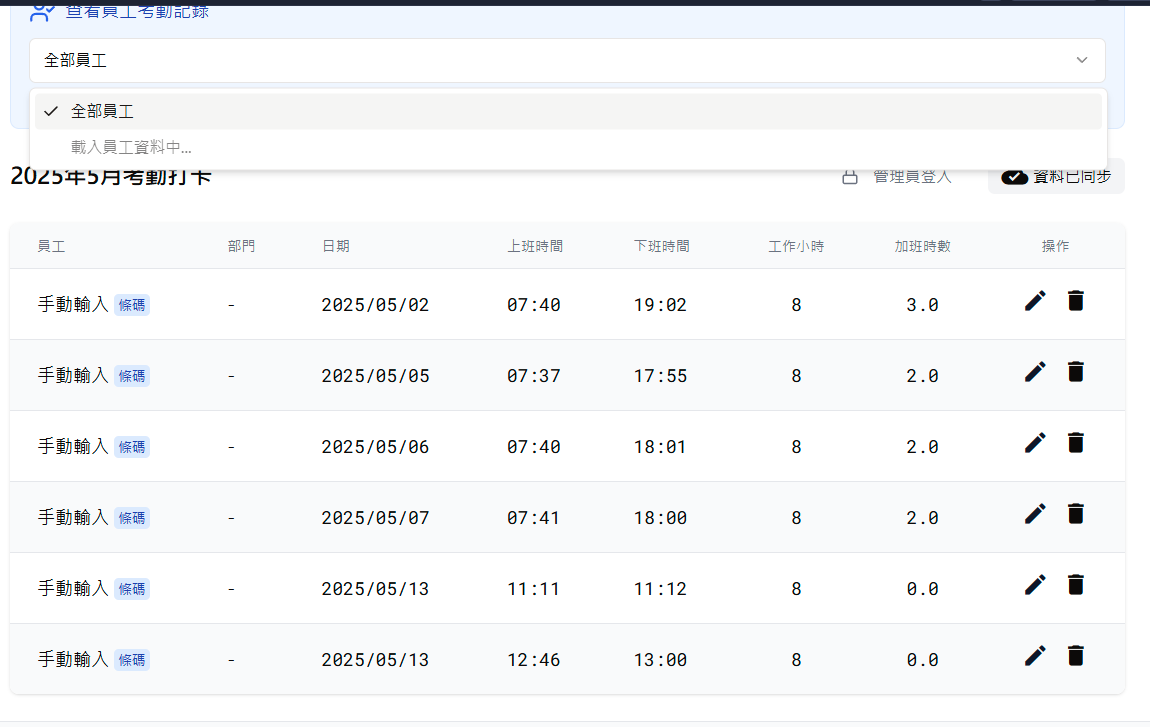 查看員工考勤記錄
全部員工
全部員工
載入員工資料中...
2025年5月考勤打卡 管理員登入 資料已同步
員工 部門 日期 上班時間 下班時間 工作小時 加班時數 操作
手動輸入 條碼 - 2025/05/02 07:40 19:02 8 3.0
手動輸入 條碼 - 2025/05/05 07:37 17:55 8 2.0
手動輸入 條碼 - 2025/05/06 07:40 18:01 8 2.0
手動輸入 條碼 - 2025/05/07 07:41 18:00 8 2.0
手動輸入 條碼 - 2025/05/13 11:11 11:12 8 0.0
手動輸入 條碼 - 2025/05/13 12:46 13:00 8 0.0